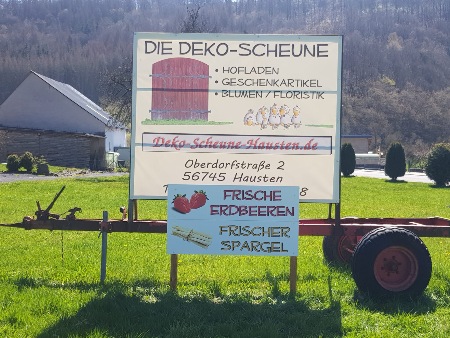 DIE DEKO-SCHEUNE
• HOFLADEN
• GESCHENKARTIKEL
• BLUMEN / FLORISTIK
Deko-Scheune-Hausten.de
Oberdorfstraße 2
56745 Hausten
FRISCHE
ERDBEEREN
FRISCHER
SPARGEL